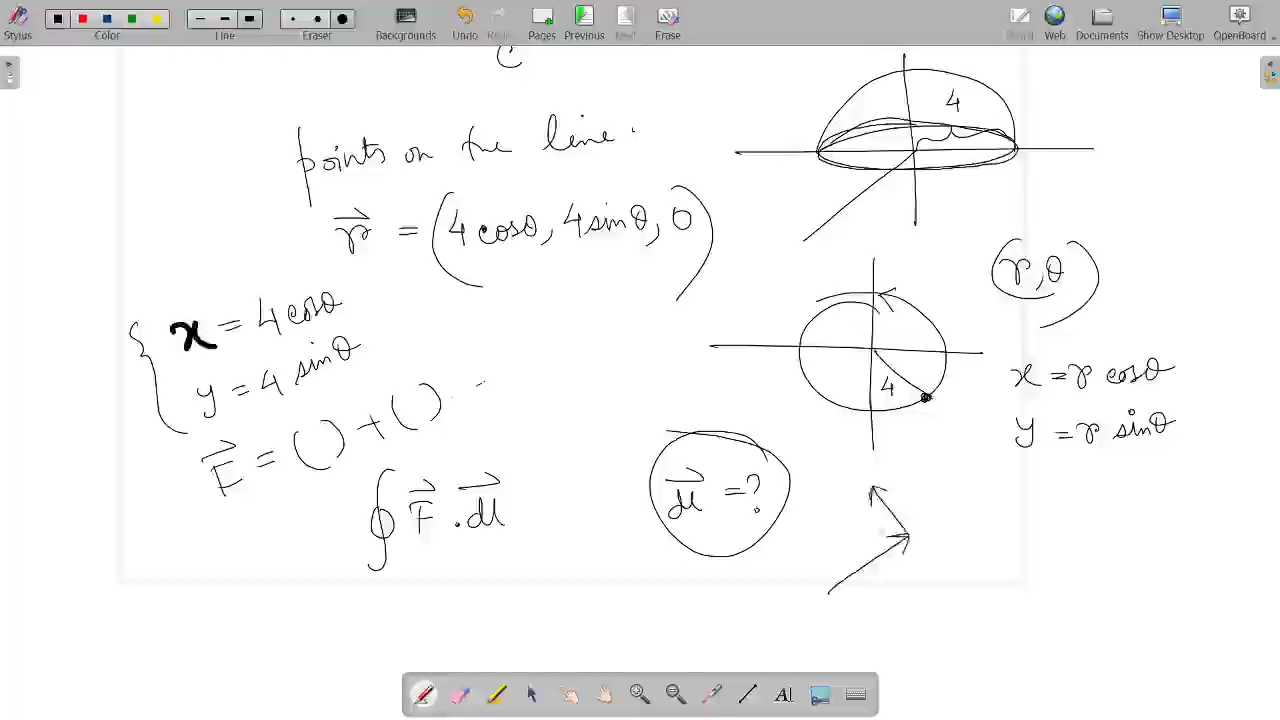 Stylus Color Line Eraser Backgrounds Undo Redo Pages Previous Next Erase Board Web Documents Show Desktop OpenBoard
C
4
points on the line.
r⃗ = (4 cosθ, 4 sinθ, 0)
(r, θ)
x = 4 cosθ
y = 4 sinθ
4
x = r cosθ
y = r sinθ
F⃗ = ( ) + ( ) . .
∮ F⃗ . dl⃗
dl⃗ = ?